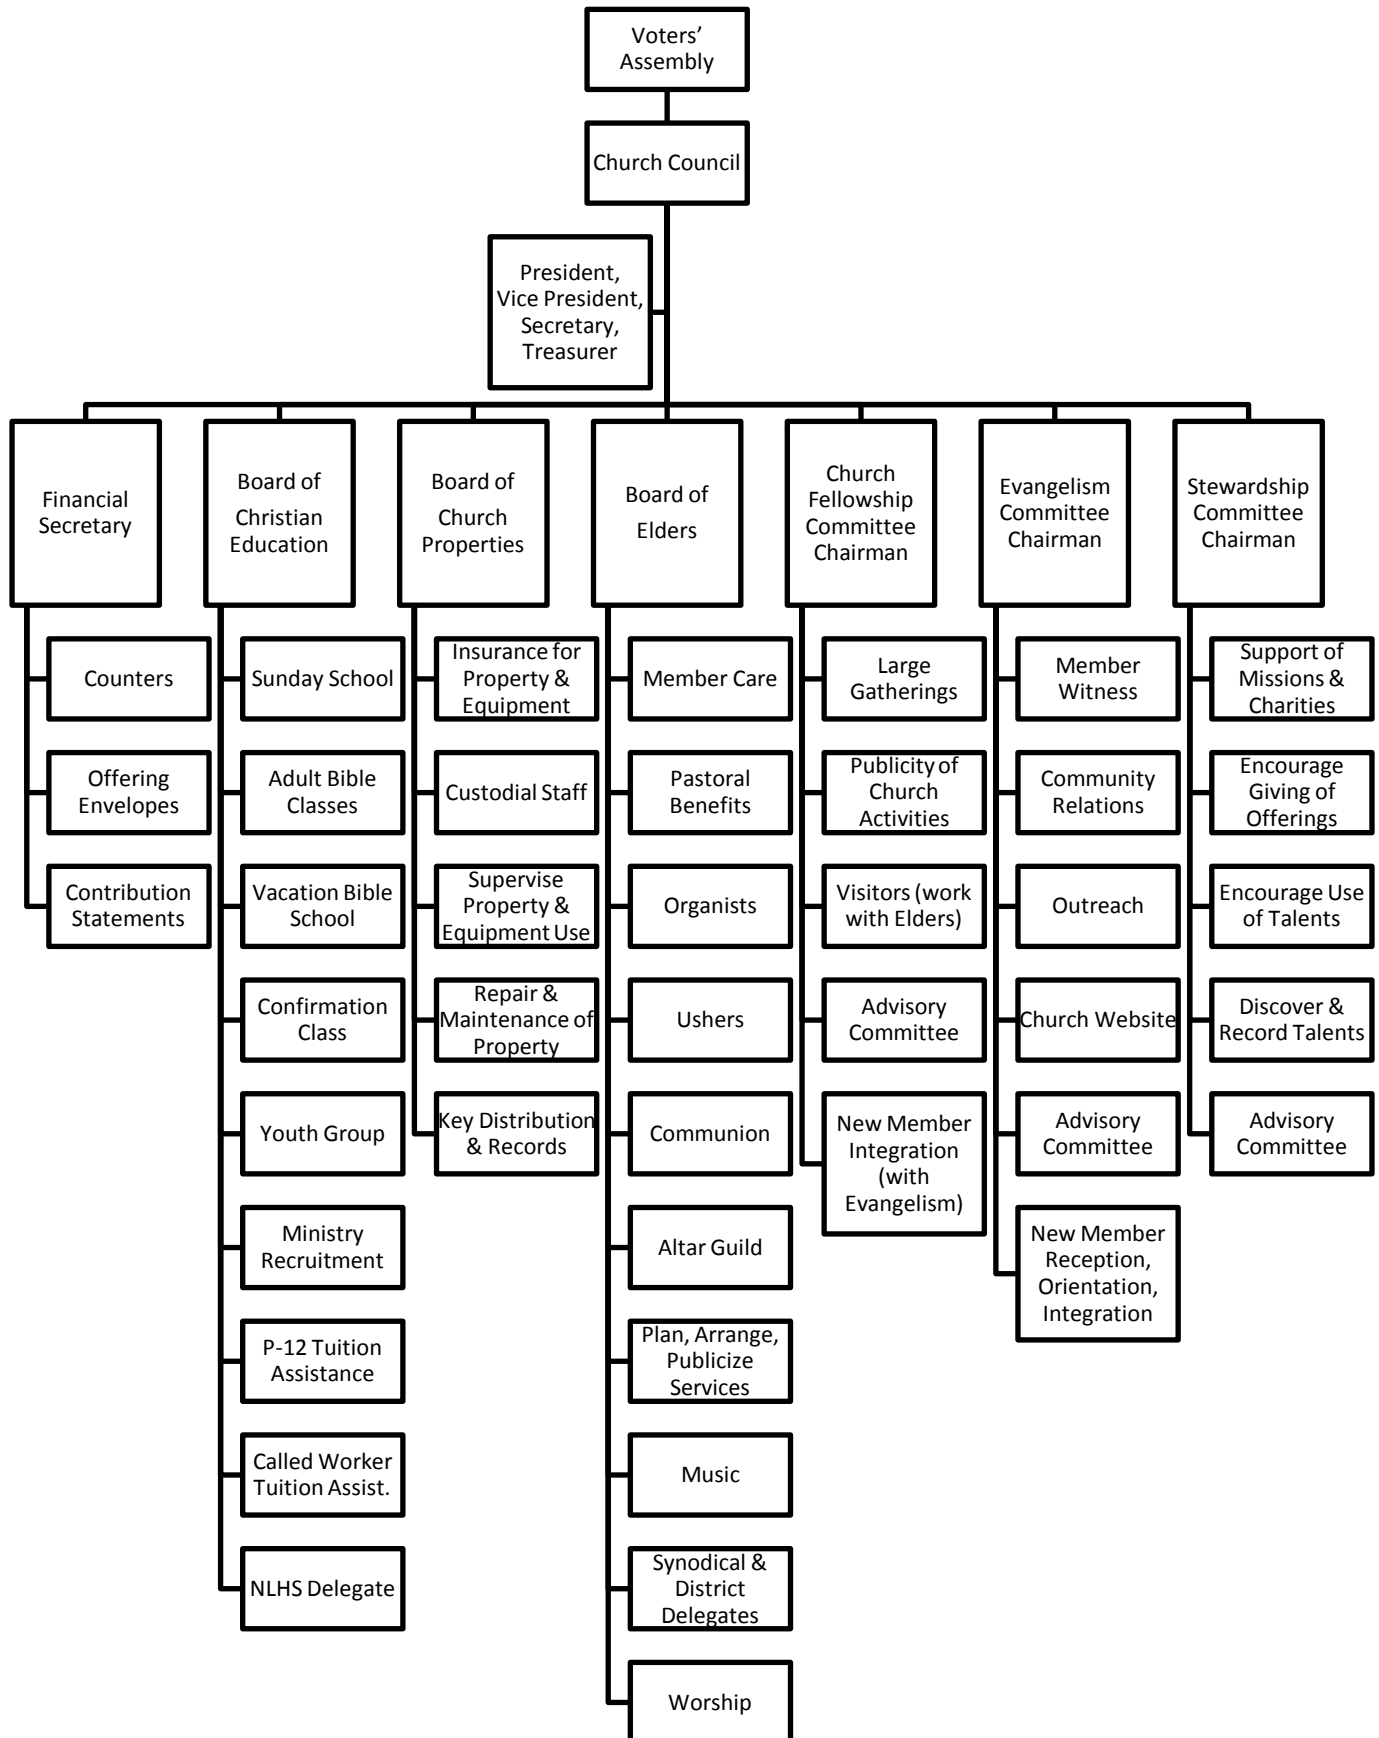 Voters’
Assembly
Church Council
President,
Vice President,
Secretary,
Treasurer
Financial
Secretary
Board of
Christian
Education
Board of
Church
Properties
Board of
Elders
Church
Fellowship
Committee
Chairman
Evangelism
Committee
Chairman
Stewardship
Committee
Chairman
Counters
Offering
Envelopes
Contribution
Statements
Sunday School
Adult Bible
Classes
Vacation Bible
School
Confirmation
Class
Youth Group
Ministry
Recruitment
P-12 Tuition
Assistance
Called Worker
Tuition Assist.
NLHS Delegate
Insurance for
Property &
Equipment
Custodial Staff
Supervise
Property &
Equipment Use
Repair &
Maintenance of
Property
Key Distribution
& Records
Member Care
Pastoral
Benefits
Organists
Ushers
Communion
Altar Guild
Plan, Arrange,
Publicize
Services
Music
Synodical &
District
Delegates
Worship
Large
Gatherings
Publicity of
Church
Activities
Visitors (work
with Elders)
Advisory
Committee
New Member
Integration
(with
Evangelism)
Member
Witness
Community
Relations
Outreach
Church Website
Advisory
Committee
New Member
Reception,
Orientation,
Integration
Support of
Missions &
Charities
Encourage
Giving of
Offerings
Encourage Use
of Talents
Discover &
Record Talents
Advisory
Committee